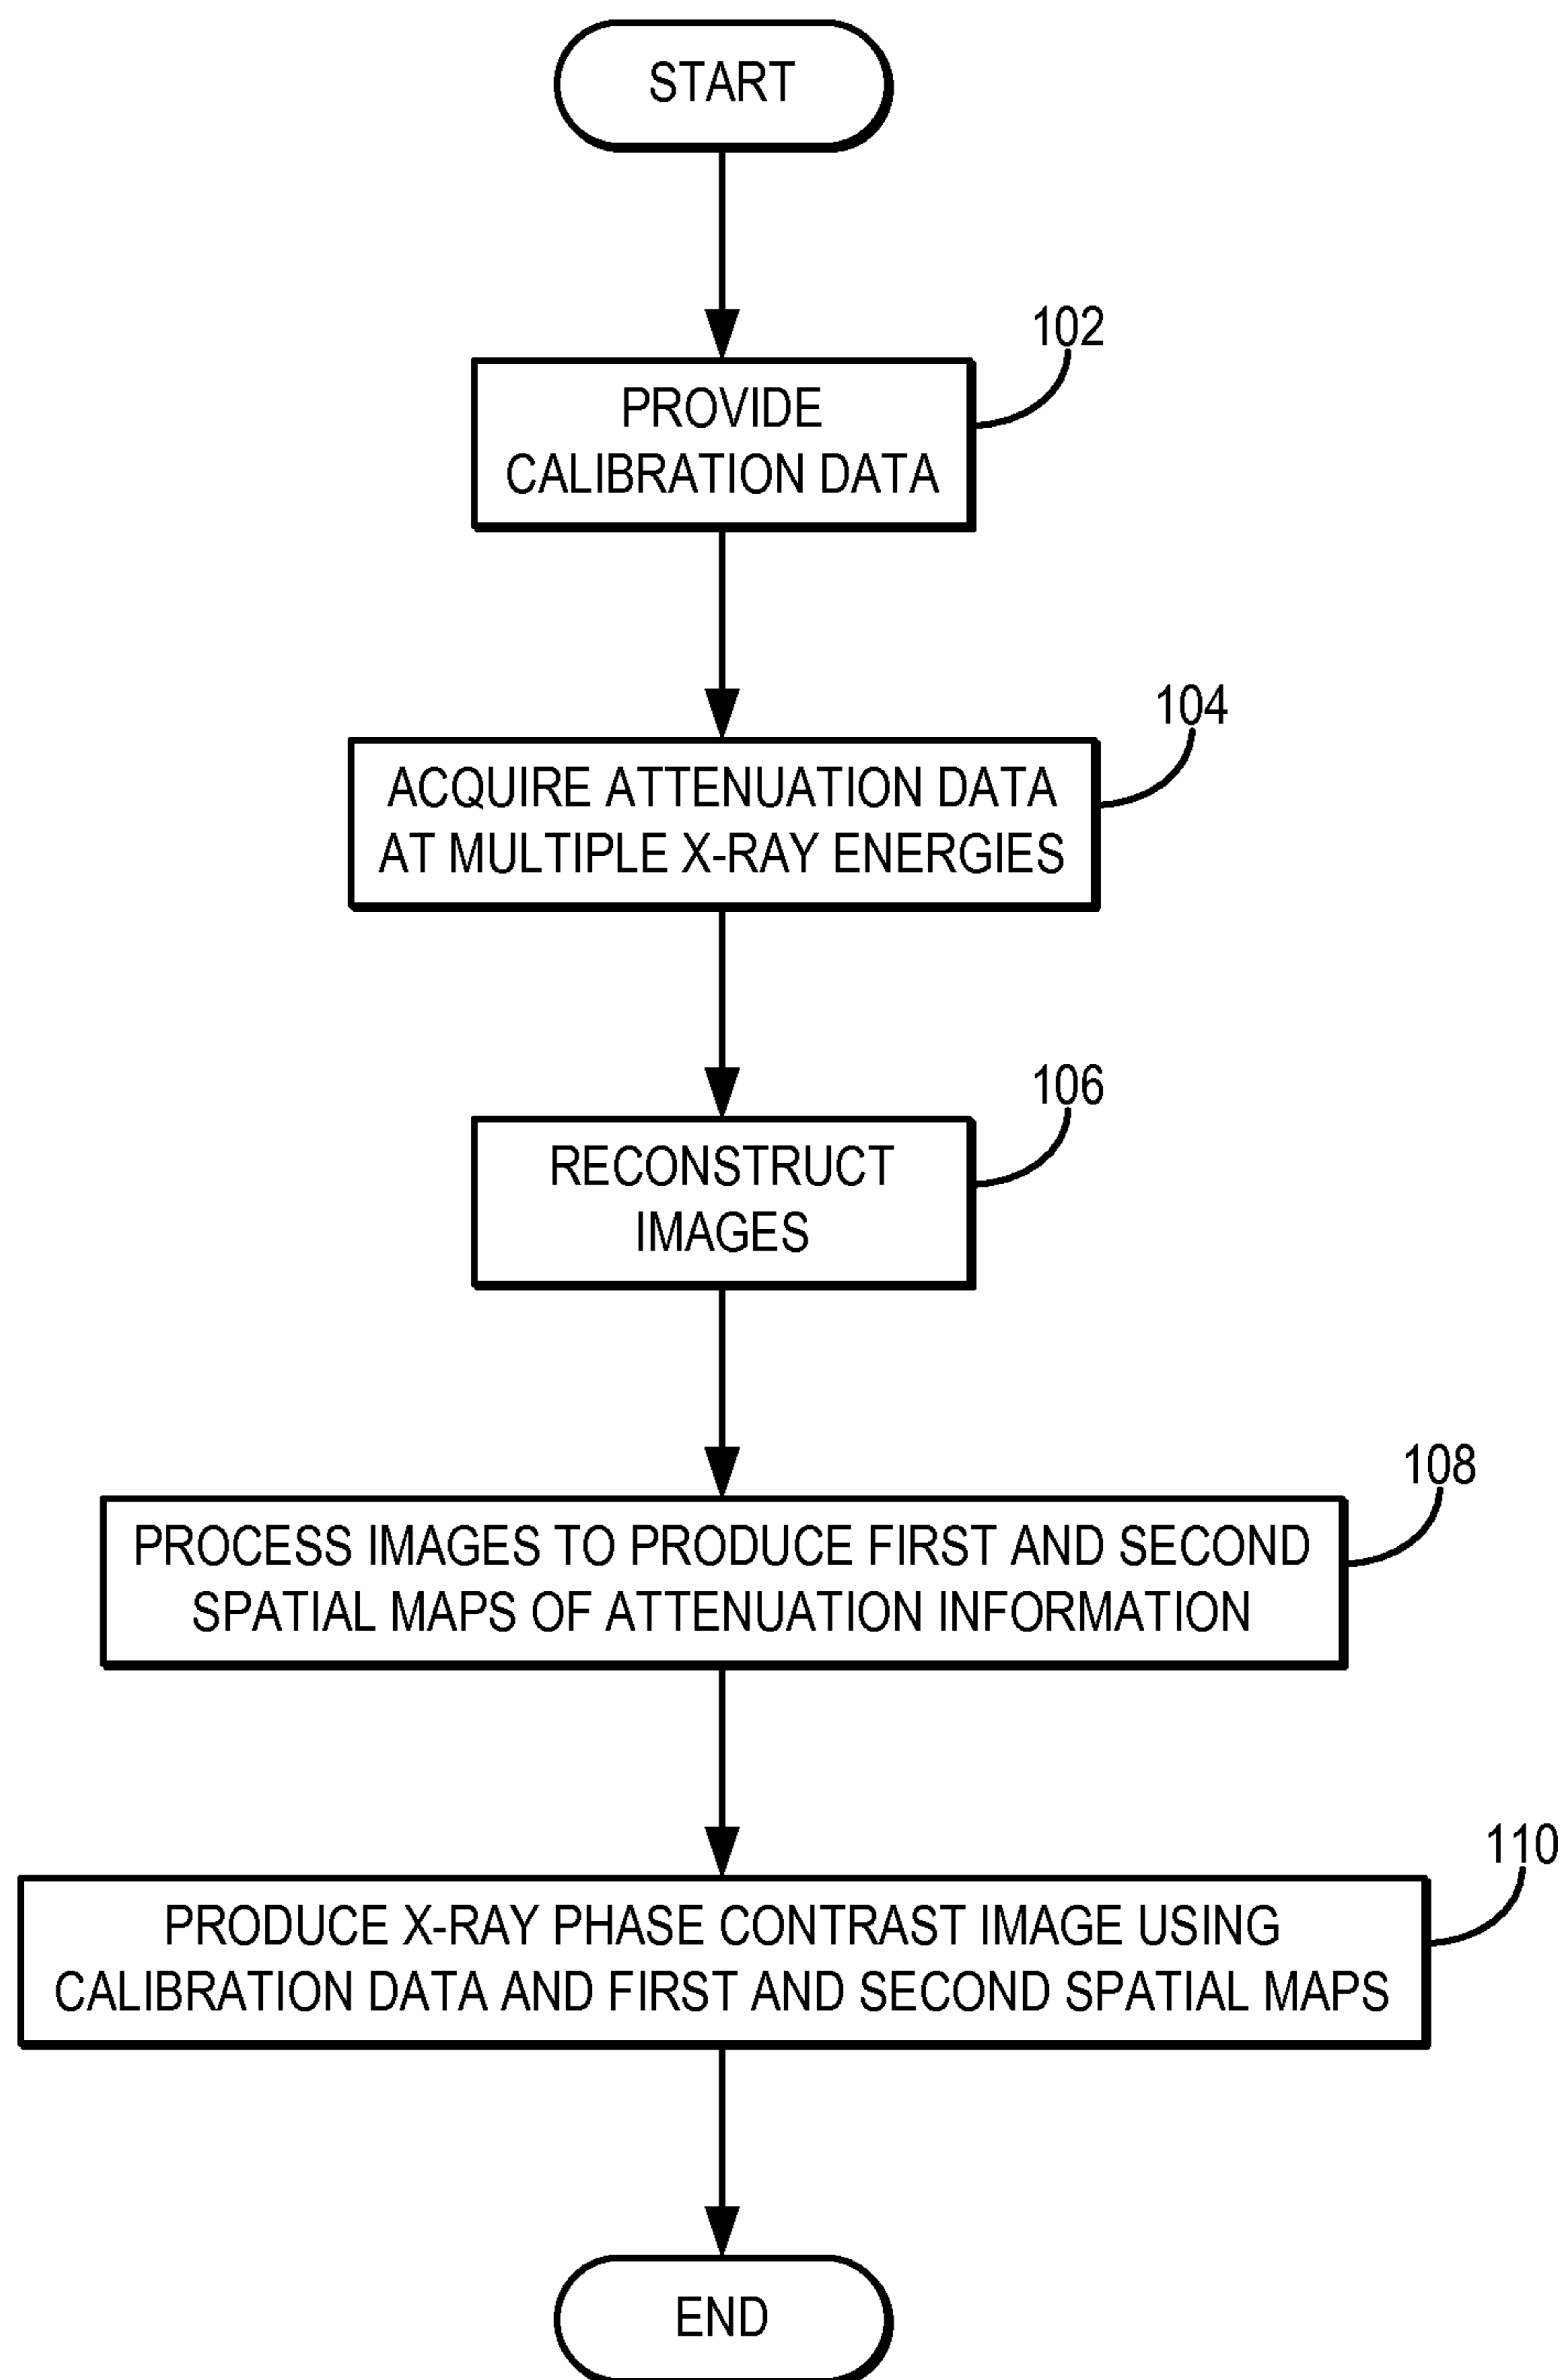 START
102
PROVIDE
CALIBRATION DATA
104
ACQUIRE ATTENUATION DATA
AT MULTIPLE X-RAY ENERGIES
106
RECONSTRUCT
IMAGES
108
PROCESS IMAGES TO PRODUCE FIRST AND SECOND
SPATIAL MAPS OF ATTENUATION INFORMATION
110
PRODUCE X-RAY PHASE CONTRAST IMAGE USING
CALIBRATION DATA AND FIRST AND SECOND SPATIAL MAPS
END